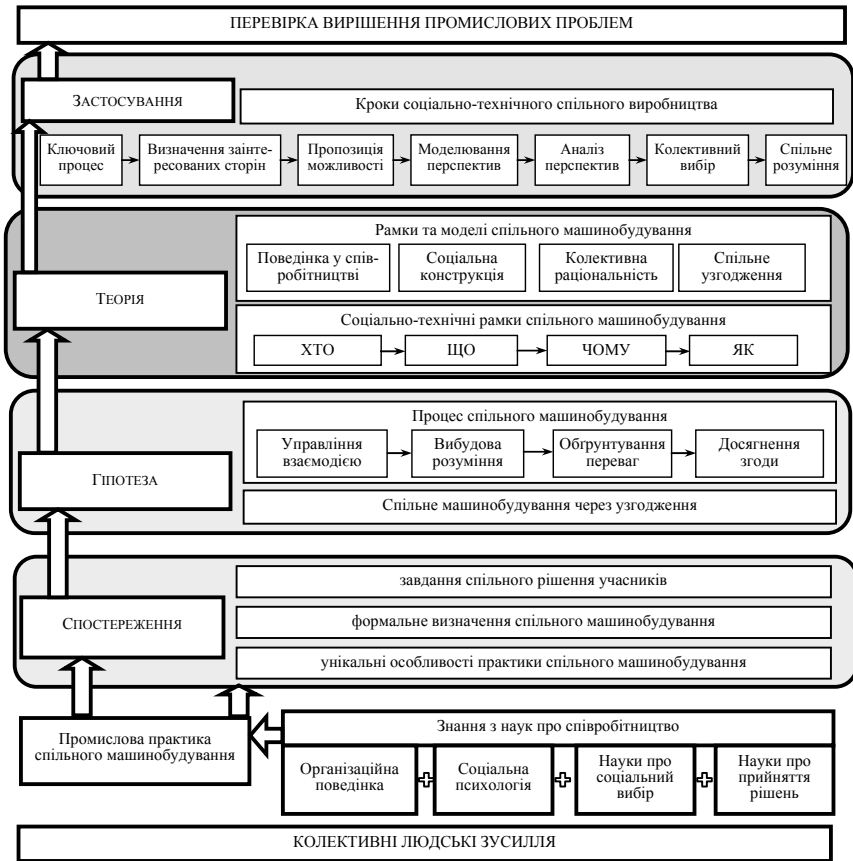 ПЕРЕВІРКА ВИРІШЕННЯ ПРОМИСЛОВИХ ПРОБЛЕМ
ЗАСТОСУВАННЯ
Кроки соціально-технічного спільного виробництва
Ключовий
процес
Визначення заінте-
ресованих сторін
Пропозиція
можливості
Моделювання
перспектив
Аналіз
перспектив
Колективний
вибір
Спільне
розуміння
ТЕОРІЯ
Рамки та моделі спільного машинобудування
Поведінка у спів-
робітництві
Соціальна
конструкція
Колективна
раціональність
Спільне
узгодження
Соціально-технічні рамки спільного машинобудування
ХТО
ЩО
ЧОМУ
ЯК
ГІПОТЕЗА
Процес спільного машинобудування
Управління
взаємодією
Вибудова
розуміння
Обґрунтування
переваг
Досягнення
згоди
Спільне машинобудування через узгодження
СПОСТЕРЕЖЕННЯ
завдання спільного рішення учасників
формальне визначення спільного машинобудування
унікальні особливості практики спільного машинобудування
Промислова практика
спільного машинобудування
Знання з наук про співробітництво
Організаційна
поведінка
Соціальна
психологія
Науки про
соціальний
вибір
Науки про
прийняття
рішень
КОЛЕКТИВНІ ЛЮДСЬКІ ЗУСИЛЛЯ